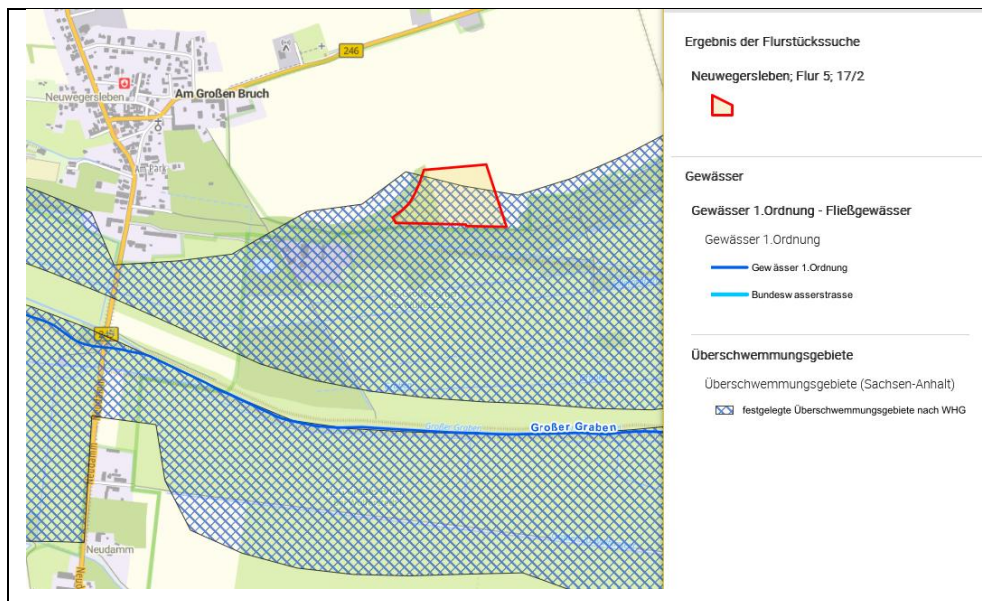 246
Neuwegersleben
Am Großen Bruch
Am Park
Neudamm
Großer Graben
Großer Graben
Neudamm
Neudamm
Ergebnis der Flurstückssuche
Neuwegersleben; Flur 5; 17/2
Gewässer
Gewässer 1.Ordnung - Fließgewässer
Gewässer 1.Ordnung
Gewässer 1.Ordnung
Bundeswasserstrasse
Überschwemmungsgebiete
Überschwemmungsgebiete (Sachsen-Anhalt)
festgelegte Überschwemmungsgebiete nach WHG